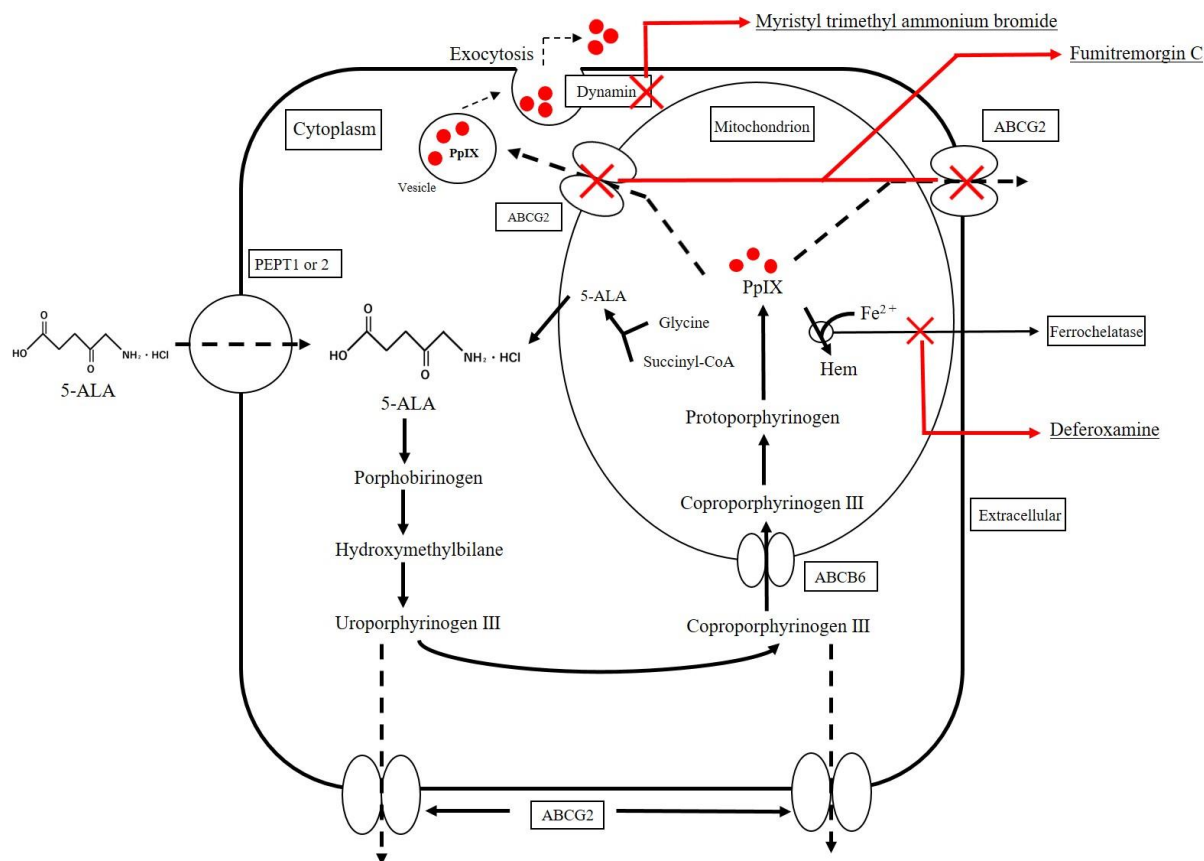 Myristyl trimethyl ammonium bromide
Exocytosis
Fumitremorgin C
Dynamin
Cytoplasm
Mitochondrion
ABCG2
PpIX
Vesicle
ABCG2
PEPT1 or 2
PpIX
5-ALA
Glycine
Fe2+
Succinyl-CoA
Ferrochelatase
Hem
O
HO
O
NH₂ · HCl
5-ALA
O
HO
O
NH₂ · HCl
5-ALA
Protoporphyrinogen
Deferoxamine
Porphobirinogen
Coproporphyrinogen III
Extracellular
Hydroxymethylbilane
ABCB6
Uroporphyrinogen III
Coproporphyrinogen III
ABCG2